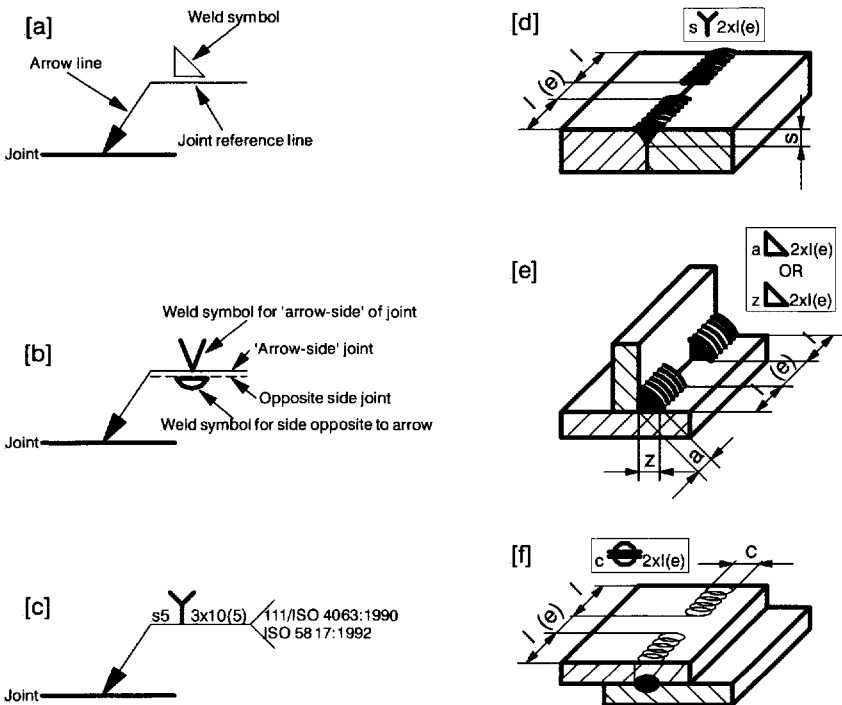 [a]
Weld symbol
Arrow line
Joint reference line
Joint
[b]
Weld symbol for 'arrow-side' of joint
'Arrow-side' joint
Opposite side joint
Weld symbol for side opposite to arrow
Joint
[c]
s5 3x10(5) 111/ISO 4063:1990
ISO 5817:1992
Joint
[d]
s 2xl(e)
l
(e)
l
s
[e]
a 2xl(e)
OR
z 2xl(e)
l
(e)
l
z
a
[f]
c 2xl(e)
c
l
(e)
l